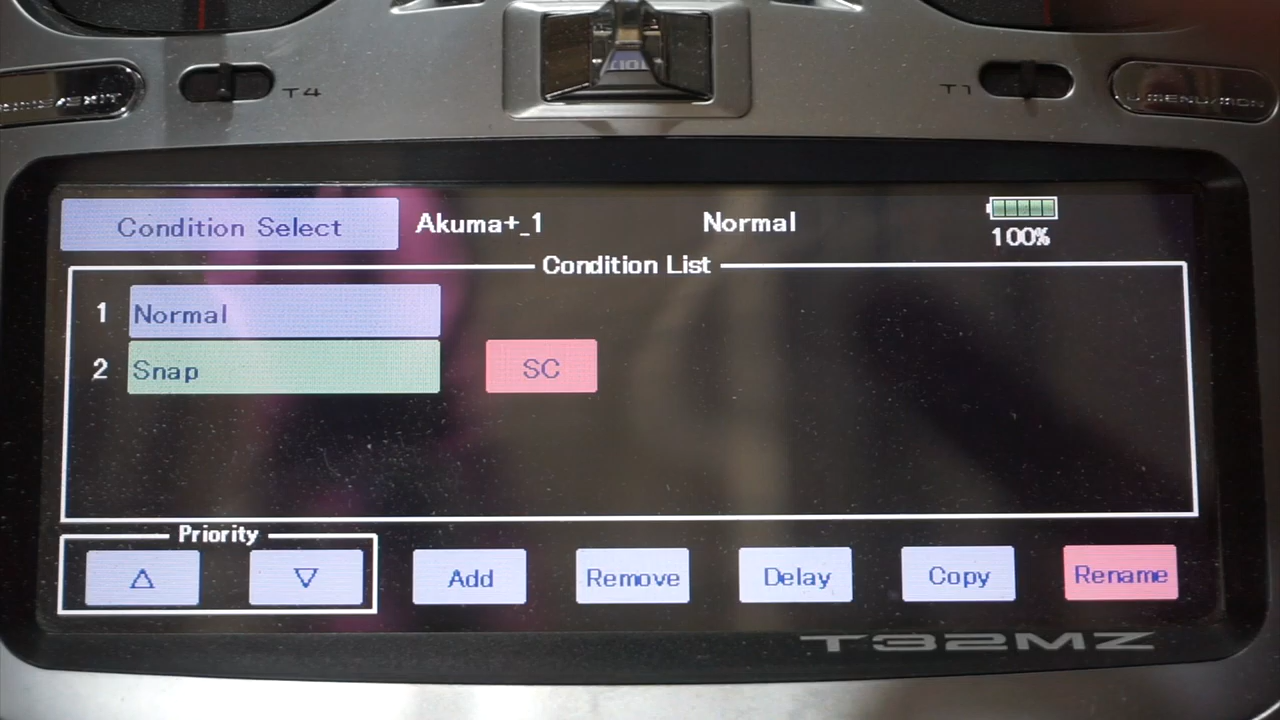 T4
T1
Condition Select
Akuma+_1
Normal
100%
Condition List
1 Normal
2 Snap SC
Priority
△ ▽ Add Remove Delay Copy Rename
T32MZ